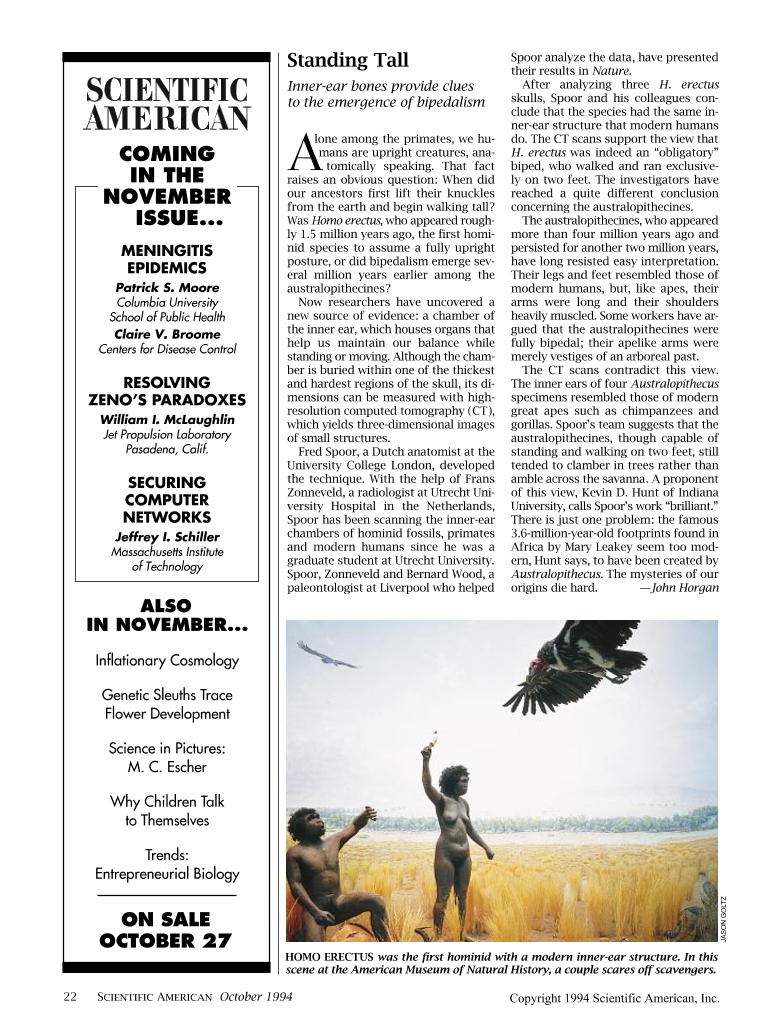 SCIENTIFIC
AMERICAN
COMING
IN THE
NOVEMBER
ISSUE...
MENINGITIS
EPIDEMICS
Patrick S. Moore
Columbia University
School of Public Health
Claire V. Broome
Centers for Disease Control
RESOLVING
ZENO’S PARADOXES
William I. McLaughlin
Jet Propulsion Laboratory
Pasadena, Calif.
SECURING
COMPUTER
NETWORKS
Jeffrey I. Schiller
Massachusetts Institute
of Technology
ALSO
IN NOVEMBER...
Inflationary Cosmology
Genetic Sleuths Trace
Flower Development
Science in Pictures:
M. C. Escher
Why Children Talk
to Themselves
Trends:
Entrepreneurial Biology
ON SALE
OCTOBER 27
Standing Tall
Inner-ear bones provide clues
to the emergence of bipedalism
Alone among the primates, we hu-
mans are upright creatures, ana-
tomically speaking. That fact
raises an obvious question: When did
our ancestors first lift their knuckles
from the earth and begin walking tall?
Was Homo erectus, who appeared rough-
ly 1.5 million years ago, the first homi-
nid species to assume a fully upright
posture, or did bipedalism emerge sev-
eral million years earlier among the
australopithecines?
Now researchers have uncovered a
new source of evidence: a chamber of
the inner ear, which houses organs that
help us maintain our balance while
standing or moving. Although the cham-
ber is buried within one of the thickest
and hardest regions of the skull, its di-
mensions can be measured with high-
resolution computed tomography (CT),
which yields three-dimensional images
of small structures.
Fred Spoor, a Dutch anatomist at the
University College London, developed
the technique. With the help of Frans
Zonneveld, a radiologist at Utrecht Uni-
versity Hospital in the Netherlands,
Spoor has been scanning the inner-ear
chambers of hominid fossils, primates
and modern humans since he was a
graduate student at Utrecht University.
Spoor, Zonneveld and Bernard Wood, a
paleontologist at Liverpool who helped
Spoor analyze the data, have presented
their results in Nature.
After analyzing three H. erectus
skulls, Spoor and his colleagues con-
clude that the species had the same in-
ner-ear structure that modern humans
do. The CT scans support the view that
H. erectus was indeed an “obligatory”
biped, who walked and ran exclusive-
ly on two feet. The investigators have
reached a quite different conclusion
concerning the australopithecines.
The australopithecines, who appeared
more than four million years ago and
persisted for another two million years,
have long resisted easy interpretation.
Their legs and feet resembled those of
modern humans, but, like apes, their
arms were long and their shoulders
heavily muscled. Some workers have ar-
gued that the australopithecines were
fully bipedal; their apelike arms were
merely vestiges of an arboreal past.
The CT scans contradict this view.
The inner ears of four Australopithecus
specimens resembled those of modern
great apes such as chimpanzees and
gorillas. Spoor’s team suggests that the
australopithecines, though capable of
standing and walking on two feet, still
tended to clamber in trees rather than
amble across the savanna. A proponent
of this view, Kevin D. Hunt of Indiana
University, calls Spoor’s work “brilliant.”
There is just one problem: the famous
3.6-million-year-old footprints found in
Africa by Mary Leakey seem too mod-
ern, Hunt says, to have been created by
Australopithecus. The mysteries of our
origins die hard. —John Horgan
JASON GOLTZ
HOMO ERECTUS was the first hominid with a modern inner-ear structure. In this
scene at the American Museum of Natural History, a couple scares off scavengers.
22 SCIENTIFIC AMERICAN October 1994
Copyright 1994 Scientific American, Inc.